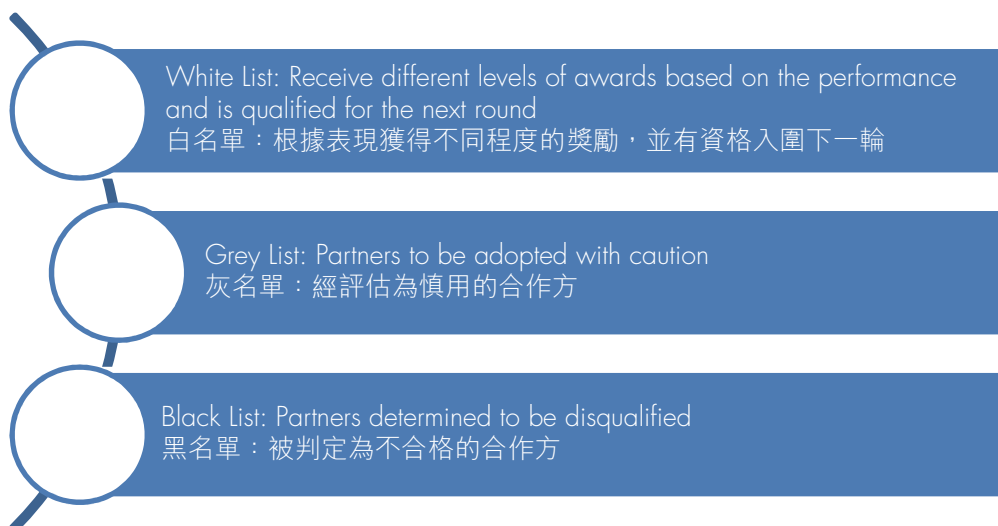 White List: Receive different levels of awards based on the performance
and is qualified for the next round
白名單：根據表現獲得不同程度的獎勵，並有資格入圍下一輪
Grey List: Partners to be adopted with caution
灰名單：經評估為慎用的合作方
Black List: Partners determined to be disqualified
黑名單：被判定為不合格的合作方